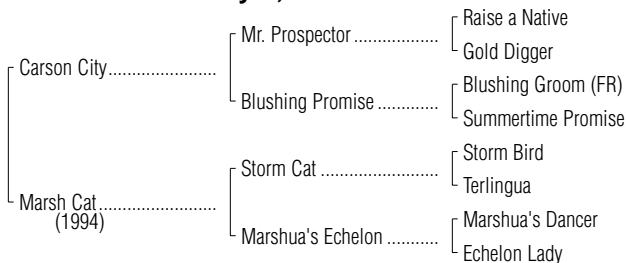 Raise a Native
Mr. Prospector ..................
Gold Digger
Carson City.......................
Blushing Groom (FR)
Blushing Promise .............
Summertime Promise
Storm Bird
Storm Cat .........................
Terlingua
Marsh Cat.........................
(1994)
Marshua's Dancer
Marshua's Echelon ...........
Echelon Lady